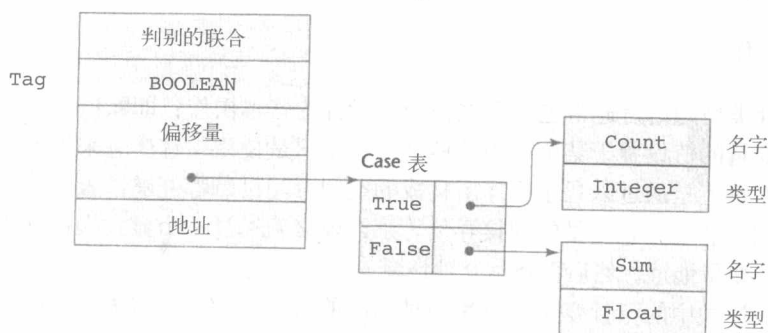 判别的联合
Tag
BOOLEAN
偏移量
地址
Case 表
True
False
Count
名字
Integer
类型
Sum
名字
Float
类型